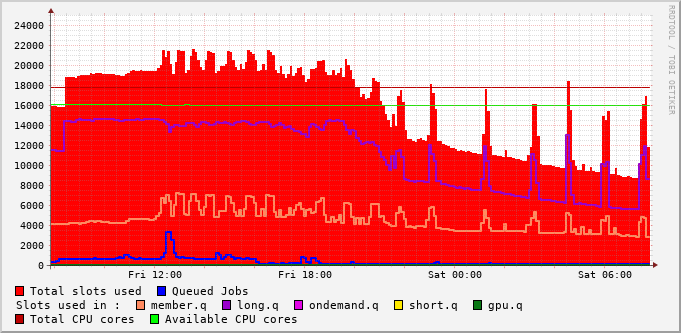 24000
22000
20000
18000
16000
14000
12000
10000
8000
6000
4000
2000
0
Fri 12:00 Fri 18:00 Sat 00:00 Sat 06:00
RRDTOOL / TOBI OETIKER
Total slots used Queued Jobs
Slots used in : member.q long.q ondemand.q short.q gpu.q
Total CPU cores Available CPU cores